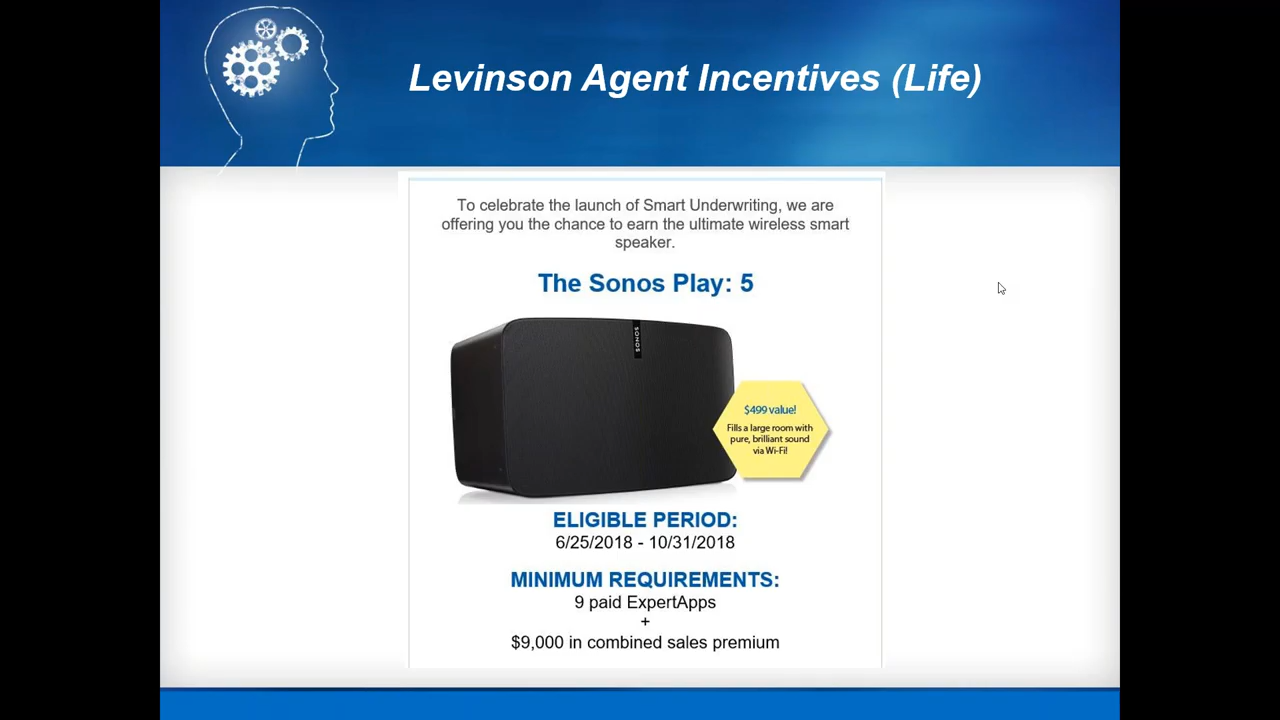 Levinson Agent Incentives (Life)
To celebrate the launch of Smart Underwriting, we are
offering you the chance to earn the ultimate wireless smart
speaker.
The Sonos Play: 5
SONOS
$499 value!
Fills a large room with
pure, brilliant sound
via Wi-Fi!
ELIGIBLE PERIOD:
6/25/2018 - 10/31/2018
MINIMUM REQUIREMENTS:
9 paid ExpertApps
+
$9,000 in combined sales premium